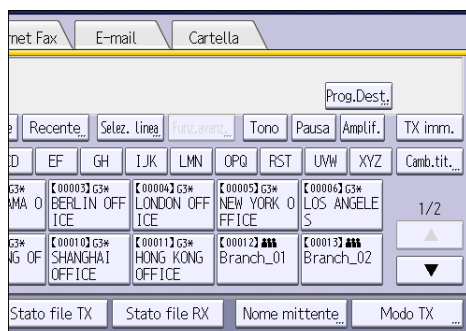 rnet Fax E-mail Cartella
Prog.Dest.
e Recente Selez. linea Funz.avanz. Tono Pausa Amplif. TX imm.
CD EF GH IJK LMN OPQ RST UVW XYZ Camb.tit.
G3* 【00003】G3* 【00004】G3* 【00005】G3* 【00006】G3*
AMA O BERLIN OFF LONDON OFF NEW YORK O LOS ANGELE
ICE ICE FFICE S
1/2
G3* 【00010】G3* 【00011】G3* 【00012】 【00013】
NG OF SHANGHAI HONG KONG Branch_01 Branch_02
OFFICE OFFICE
Stato file TX Stato file RX Nome mittente Modo TX